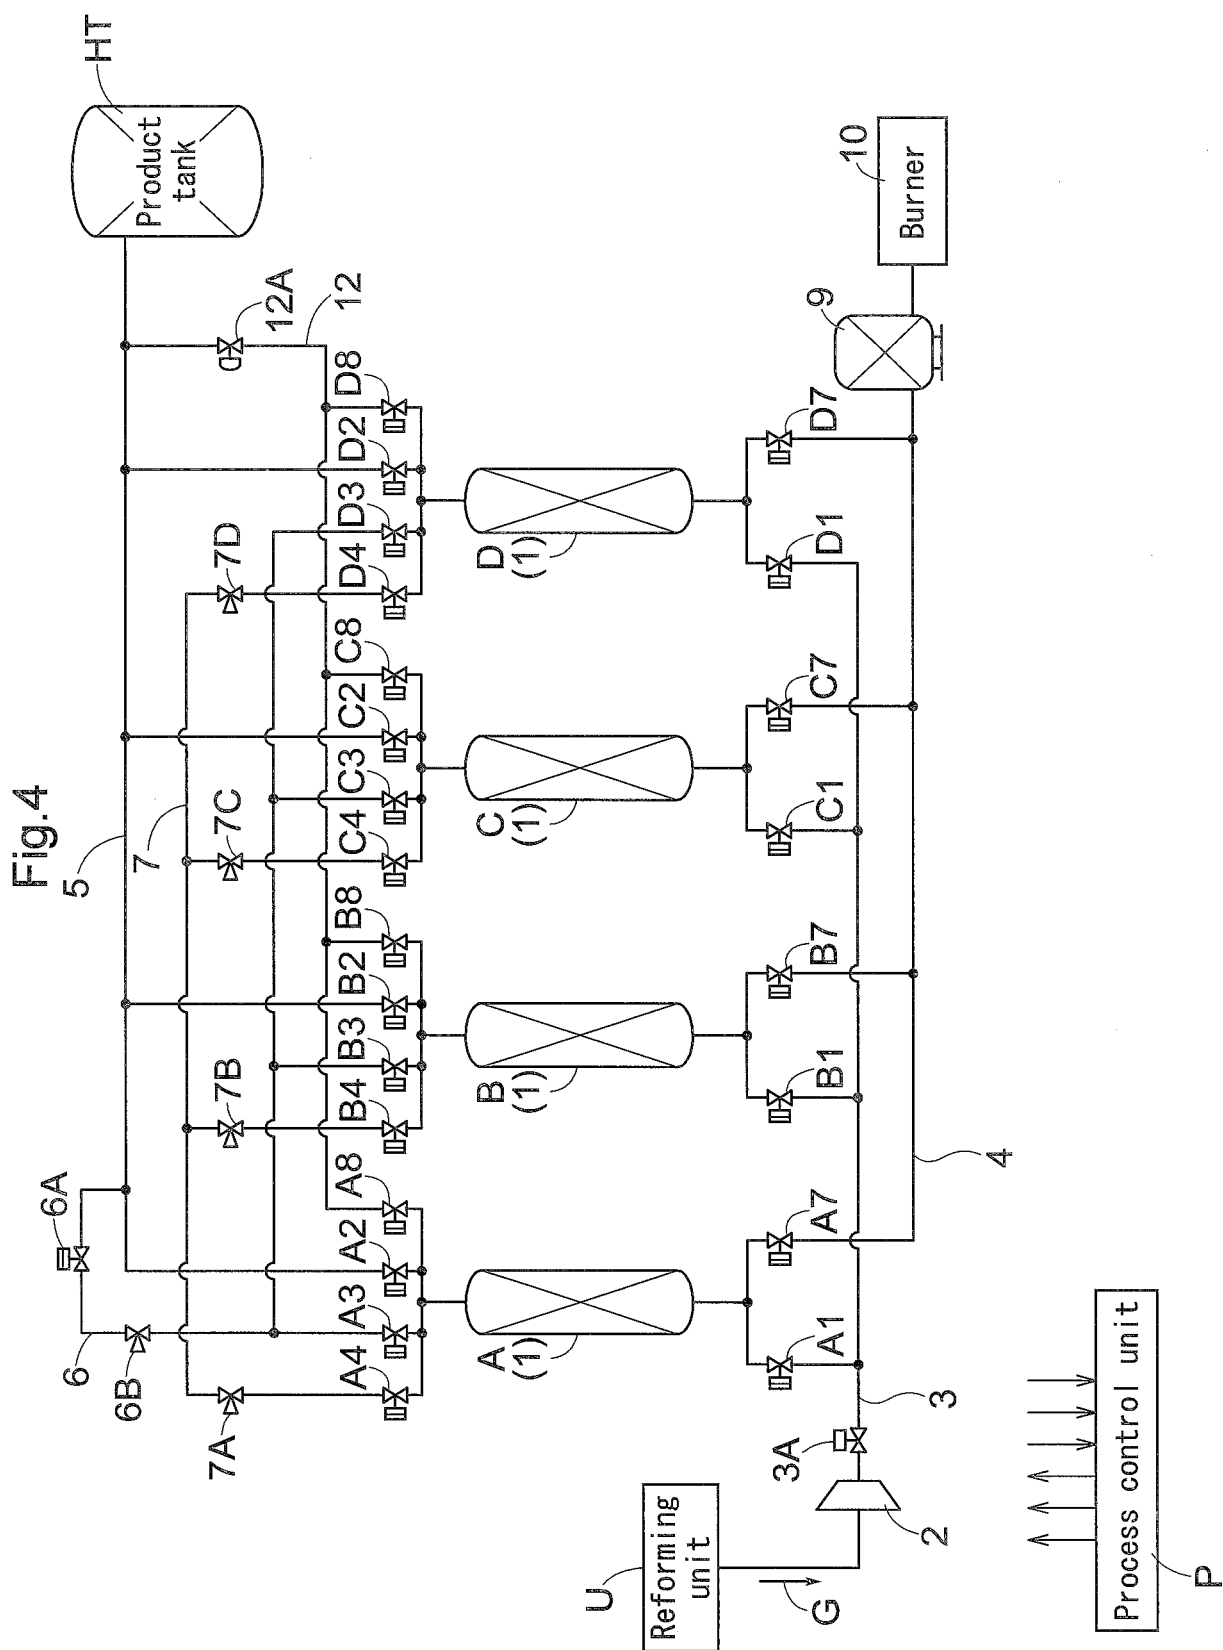 Fig.4
HT
Product
tank
5
12A
12
6A
6
6B
7
7A
7B
7C
7D
A4
A3
A2
A8
B4
B3
B2
B8
C4
C3
C2
C8
D4
D3
D2
D8
A
(1)
B
(1)
C
(1)
D
(1)
A1
A7
B1
B7
C1
C7
D1
D7
9
10
Burner
U
Reforming
unit
G
2
3A
3
4
Process control unit
P